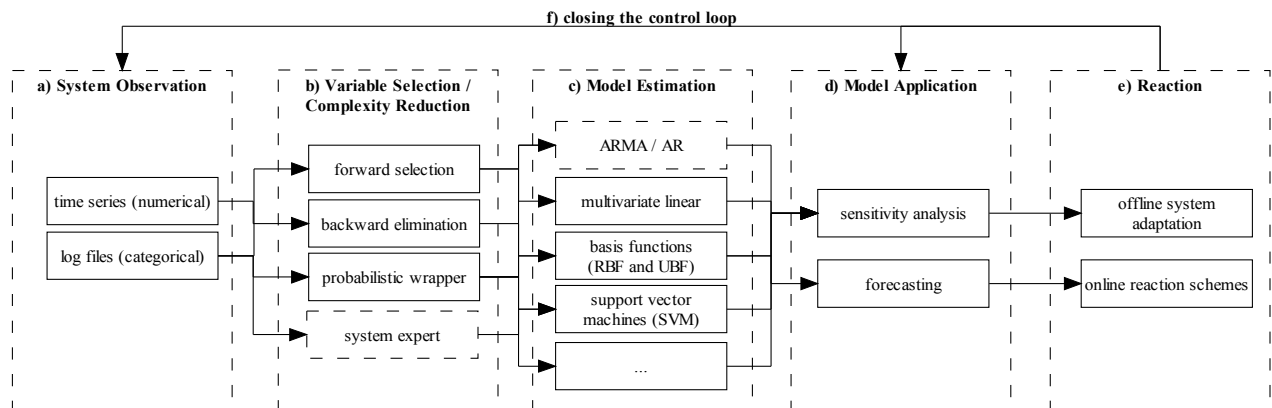 f) closing the control loop
a) System Observation
time series (numerical)
log files (categorical)
b) Variable Selection /
Complexity Reduction
forward selection
backward elimination
probabilistic wrapper
system expert
c) Model Estimation
ARMA / AR
multivariate linear
basis functions
(RBF and UBF)
support vector
machines (SVM)
...
d) Model Application
sensitivity analysis
forecasting
e) Reaction
offline system
adaptation
online reaction schemes